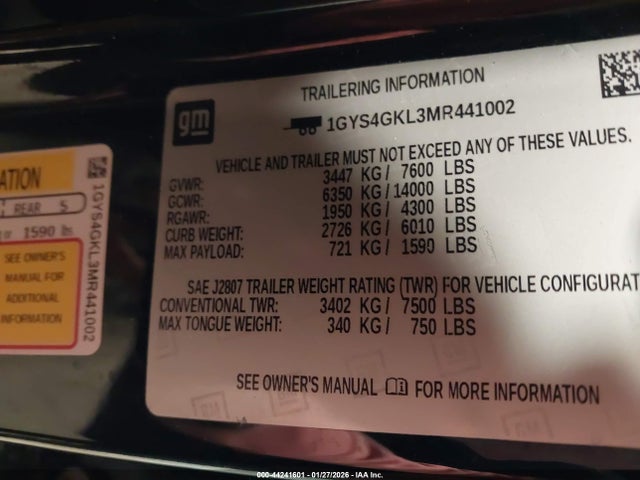 TRAILERING INFORMATION
gm
1GYS4GKL3MR441002
VEHICLE AND TRAILER MUST NOT EXCEED ANY OF THESE VALUES.
GVWR: 3447 KG / 7600 LBS
GCWR: 6350 KG / 14000 LBS
RGAWR: 1950 KG / 4300 LBS
CURB WEIGHT: 2726 KG / 6010 LBS
MAX PAYLOAD: 721 KG / 1590 LBS
SAE J2807 TRAILER WEIGHT RATING (TWR) FOR VEHICLE CONFIGURAT
CONVENTIONAL TWR: 3402 KG / 7500 LBS
MAX TONGUE WEIGHT: 340 KG / 750 LBS
SEE OWNER'S MANUAL FOR MORE INFORMATION
ATION
REAR 5
or 1590 lbs
SEE OWNER'S
MANUAL FOR
ADDITIONAL
INFORMATION
1GYS4GKL3MR441002
000-44241601 - 01/27/2026 - IAA Inc.